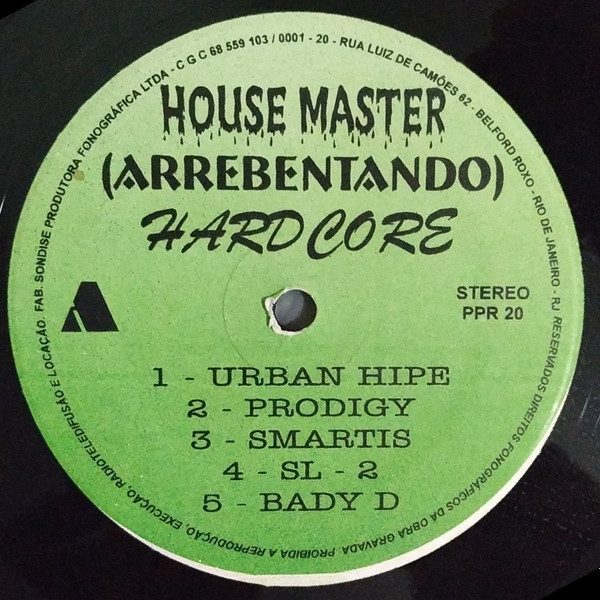 FAB. SONDISE PRODUTORA FONOGRÁFICA LTDA - C G C 68 559 103 / 0001 - 20 - RUA LUIZ DE CAMÕES 62 - BELFORD ROXO - RIO DE JANEIRO - RJ RESERVADOS DIREITOS FONOGRÁFICOS DA OBRA GRAVADA. PROIBIDA A REPRODUÇÃO, EXECUÇÃO, RADIOTELEDIFUSÃO E LOCAÇÃO.
HOUSE MASTER
(ARREBENTANDO)
HARDCORE
A
STEREO
PPR 20
1 - URBAN HIPE
2 - PRODIGY
3 - SMARTIS
4 - SL - 2
5 - BADY D